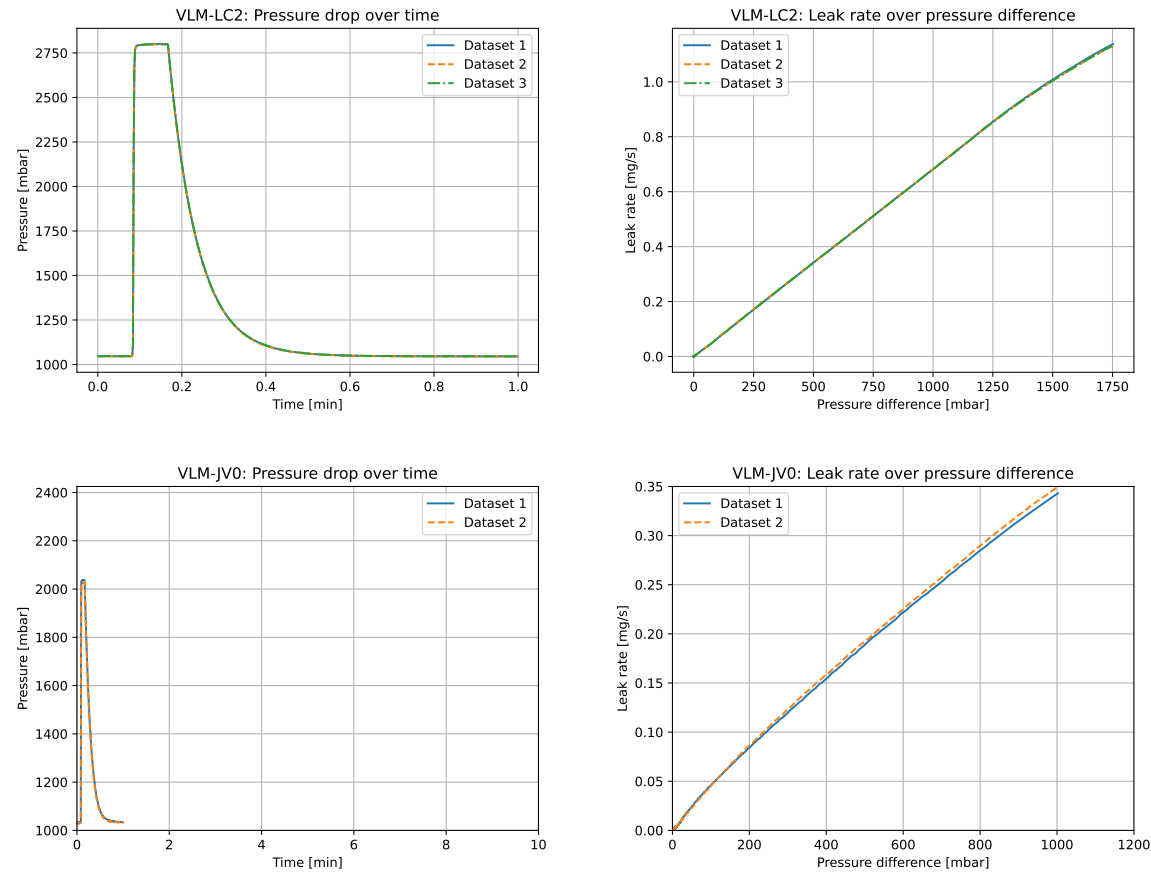 VLM-LC2: Pressure drop over time
Pressure [mbar]
2750
2500
2250
2000
1750
1500
1250
1000
Dataset 1
Dataset 2
Dataset 3
0.0 0.2 0.4 0.6 0.8 1.0
Time [min]
VLM-LC2: Leak rate over pressure difference
Leak rate [mg/s]
1.0
0.8
0.6
0.4
0.2
0.0
Dataset 1
Dataset 2
Dataset 3
0 250 500 750 1000 1250 1500 1750
Pressure difference [mbar]
VLM-JV0: Pressure drop over time
Pressure [mbar]
2400
2200
2000
1800
1600
1400
1200
1000
Dataset 1
Dataset 2
0 2 4 6 8 10
Time [min]
VLM-JV0: Leak rate over pressure difference
Leak rate [mg/s]
0.35
0.30
0.25
0.20
0.15
0.10
0.05
0.00
Dataset 1
Dataset 2
0 200 400 600 800 1000 1200
Pressure difference [mbar]